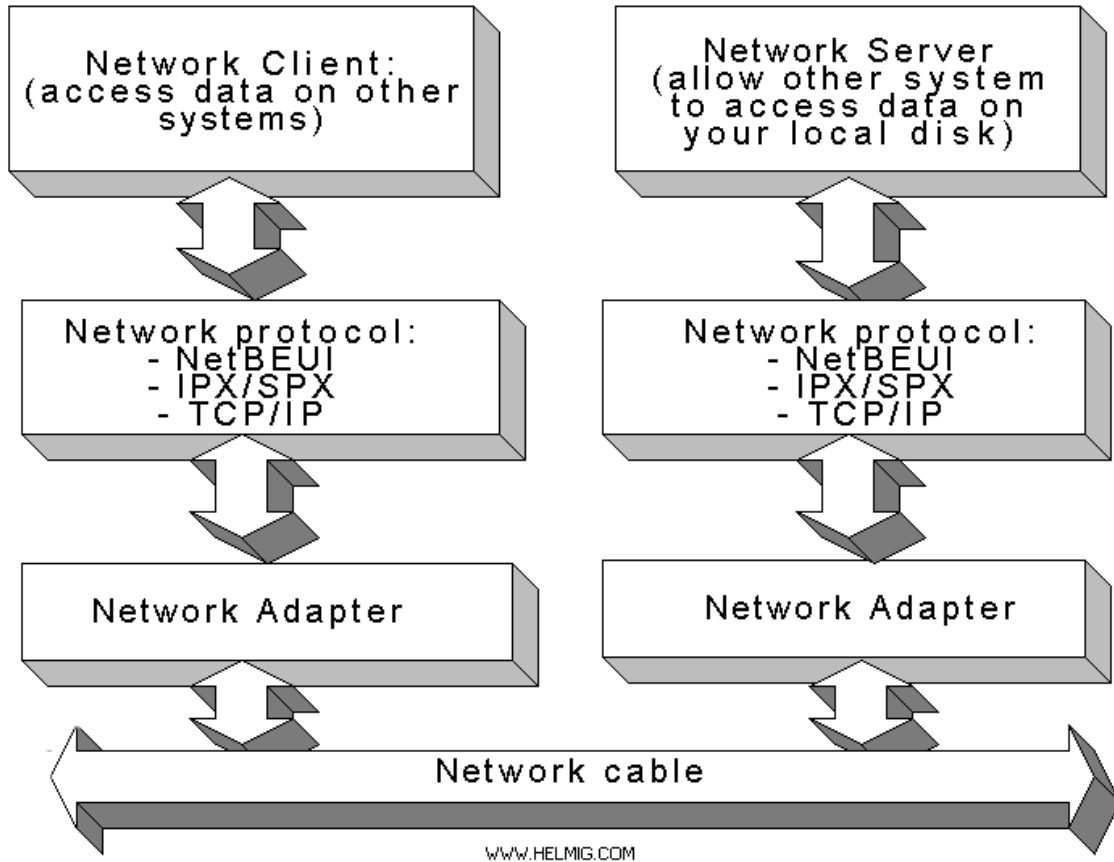 Network Client:
(access data on other
systems)
Network Server
(allow other system
to access data on
your local disk)
Network protocol:
- NetBEUI
- IPX/SPX
- TCP/IP
Network protocol:
- NetBEUI
- IPX/SPX
- TCP/IP
Network Adapter
Network Adapter
Network cable
WWW.HELMIG.COM